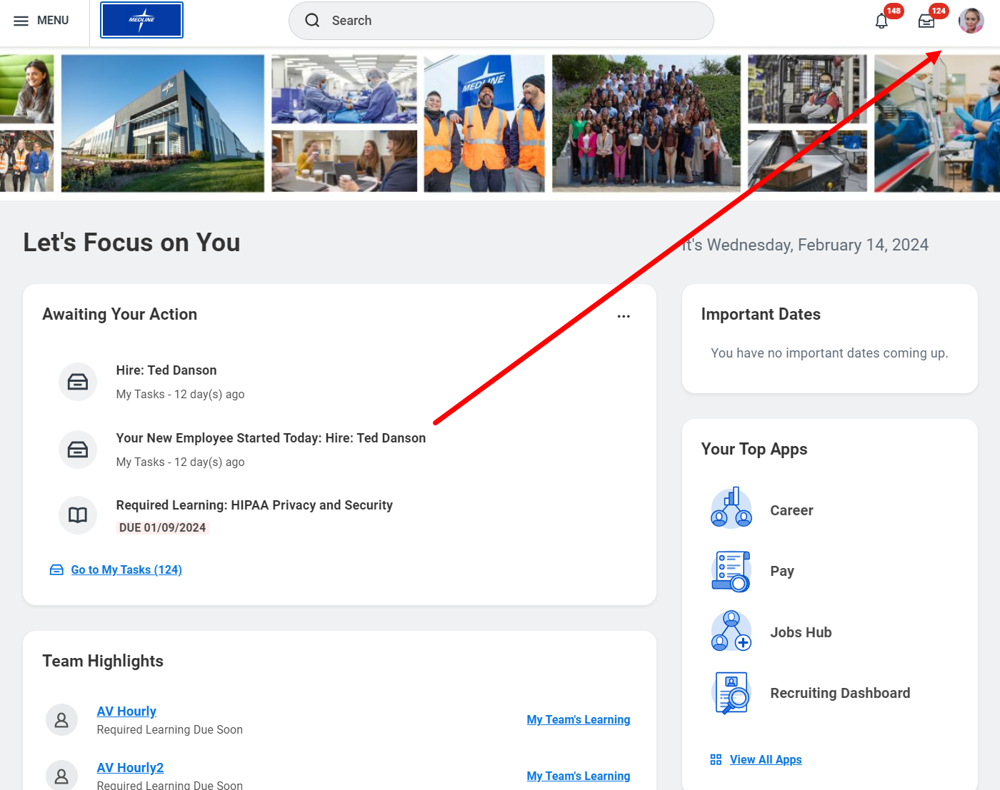 MENU
MEDLINE
Search
148
124
MEDLINE
Let's Focus on You
It's Wednesday, February 14, 2024
Awaiting Your Action
Hire: Ted Danson
My Tasks - 12 day(s) ago
Your New Employee Started Today: Hire: Ted Danson
My Tasks - 12 day(s) ago
Required Learning: HIPAA Privacy and Security
DUE 01/09/2024
Go to My Tasks (124)
Important Dates
You have no important dates coming up.
Your Top Apps
Career
Pay
Jobs Hub
Recruiting Dashboard
View All Apps
Team Highlights
AV Hourly
Required Learning Due Soon
My Team's Learning
AV Hourly2
Required Learning Due Soon
My Team's Learning